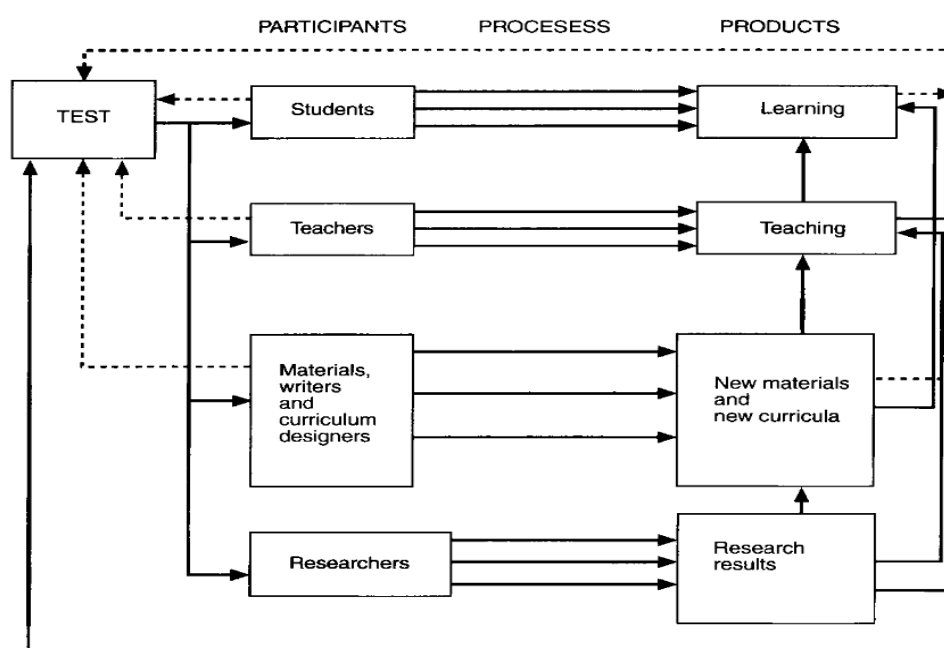 PARTICIPANTS PROCESESS PRODUCTS
TEST
Students
Learning
Teachers
Teaching
Materials,
writers
and
curriculum
designers
New materials
and
new curricula
Researchers
Research
results